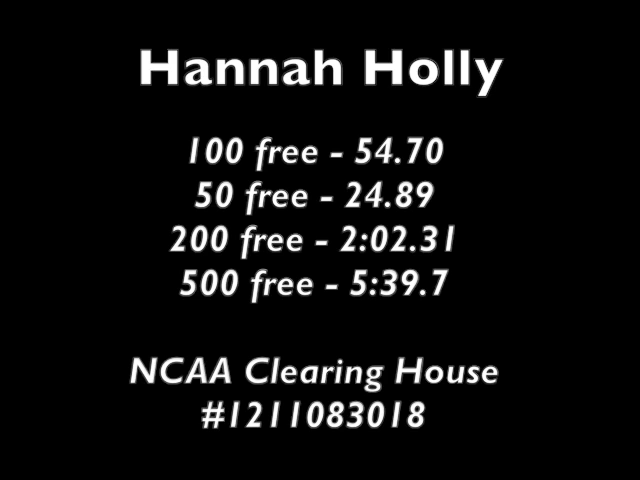 Hannah Holly
100 free - 54.70
50 free - 24.89
200 free - 2:02.31
500 free - 5:39.7
NCAA Clearing House
#1211083018